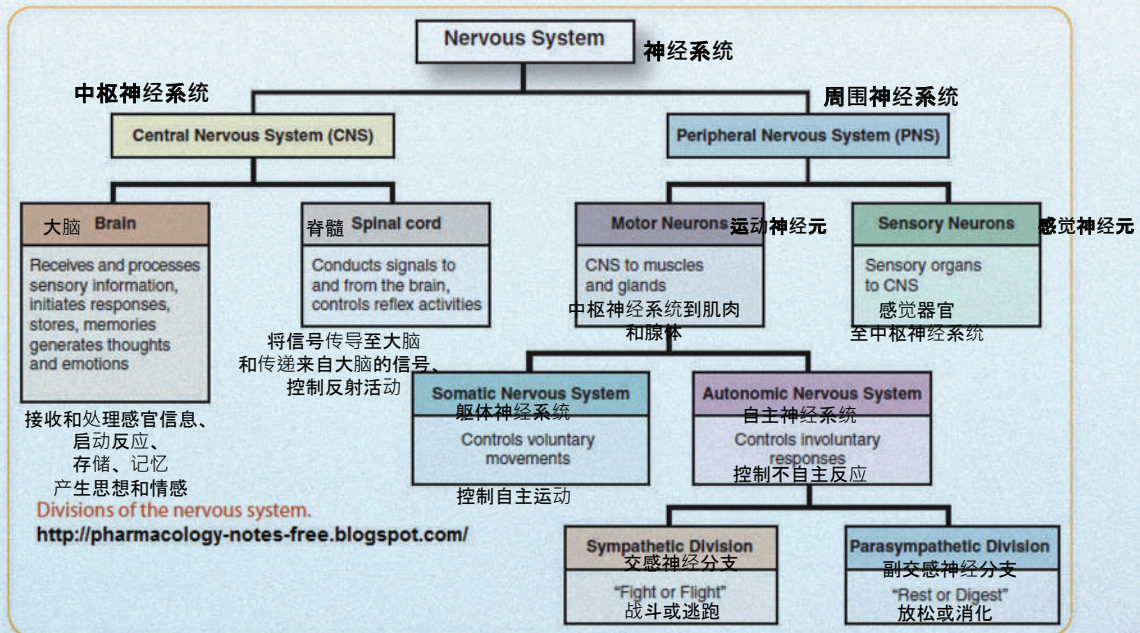 Nervous System
神经系统
中枢神经系统
周围神经系统
Central Nervous System (CNS)
Peripheral Nervous System (PNS)
大脑 Brain
Receives and processes
sensory information,
initiates responses,
stores, memories
generates thoughts
and emotions
接收和处理感官信息、
启动反应、
存储、记忆
产生思想和情感
脊髓 Spinal cord
Conducts signals to
and from the brain,
controls reflex activities
将信号传导至大脑
和传递来自大脑的信号、
控制反射活动
Motor Neurons 运动神经元
CNS to muscles
and glands
中枢神经系统到肌肉
和腺体
Sensory Neurons 感觉神经元
Sensory organs
to CNS
感觉器官
至中枢神经系统
Somatic Nervous System
躯体神经系统
Controls voluntary
movements
控制自主运动
Autonomic Nervous System
自主神经系统
Controls involuntary
responses
控制不自主反应
Sympathetic Division
交感神经分支
"Fight or Flight"
战斗或逃跑
Parasympathetic Division
副交感神经分支
"Rest or Digest"
放松或消化
Divisions of the nervous system.
http://pharmacology-notes-free.blogspot.com/